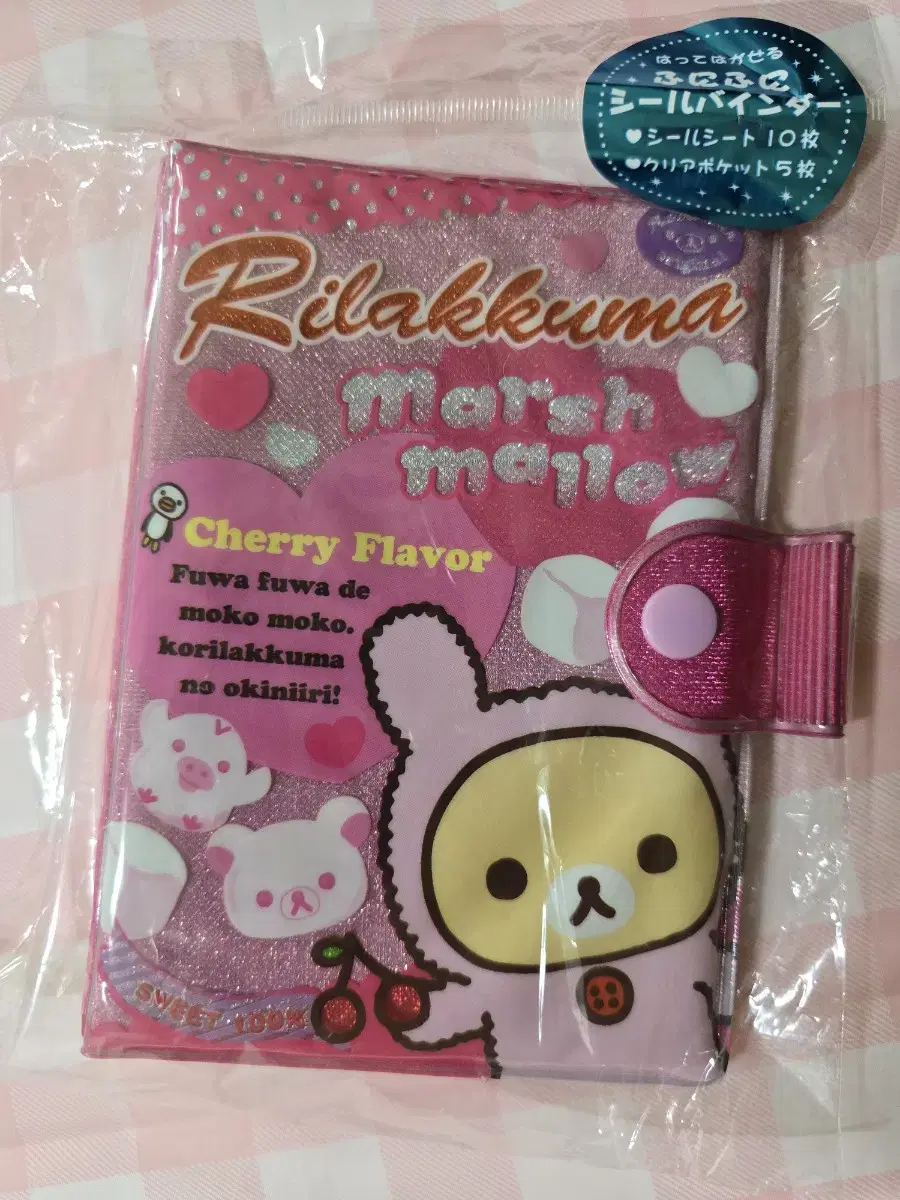 はってはがせる
ふにふに
シールバインダー
♥シールシート10枚
♥クリアポケット5枚
Rilakkuma
marsh
mallow
Cherry Flavor
Fuwa fuwa de
moko moko.
korilakkuma
no okiniiri!
SWEET 100%